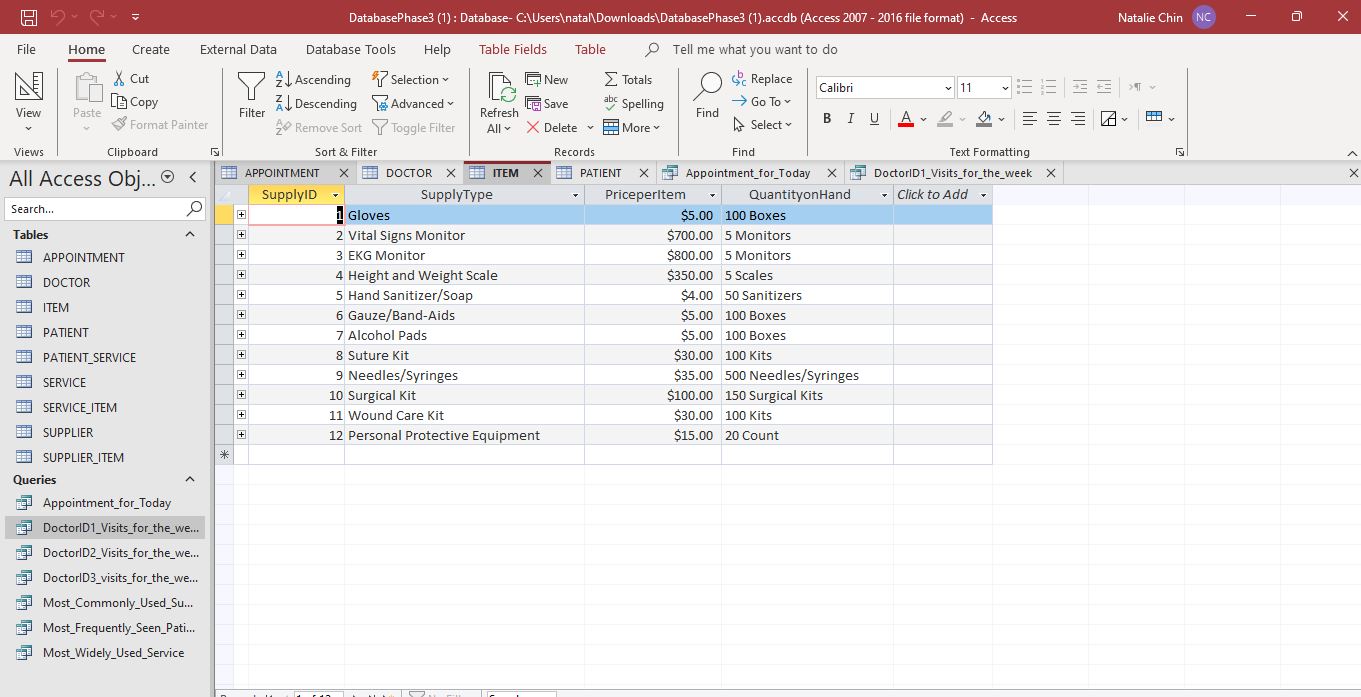 DatabasePhase3 (1) : Database- C:\Users\natal\Downloads\DatabasePhase3 (1).accdb (Access 2007 - 2016 file format) - Access Natalie Chin NC
File Home Create External Data Database Tools Help Table Fields Table Tell me what you want to do
View Paste Cut Copy Format Painter Filter Ascending Descending Remove Sort Selection Advanced Toggle Filter Refresh All New Save Delete Totals Spelling More Find Replace Go To Select Calibri 11 B I U
Views Clipboard Sort & Filter Records Find Text Formatting
All Access Obj...
Search...
Tables
APPOINTMENT
DOCTOR
ITEM
PATIENT
PATIENT_SERVICE
SERVICE
SERVICE_ITEM
SUPPLIER
SUPPLIER_ITEM
Queries
Appointment_for_Today
DoctorID1_Visits_for_the_we...
DoctorID2_Visits_for_the_we...
DoctorID3_visits_for_the_we...
Most_Commonly_Used_Su...
Most_Frequently_Seen_Pati...
Most_Widely_Used_Service
APPOINTMENT DOCTOR ITEM PATIENT Appointment_for_Today DoctorID1_Visits_for_the_week
SupplyID SupplyType PriceperItem QuantityonHand Click to Add
1 Gloves $5.00 100 Boxes
2 Vital Signs Monitor $700.00 5 Monitors
3 EKG Monitor $800.00 5 Monitors
4 Height and Weight Scale $350.00 5 Scales
5 Hand Sanitizer/Soap $4.00 50 Sanitizers
6 Gauze/Band-Aids $5.00 100 Boxes
7 Alcohol Pads $5.00 100 Boxes
8 Suture Kit $30.00 100 Kits
9 Needles/Syringes $35.00 500 Needles/Syringes
10 Surgical Kit $100.00 150 Surgical Kits
11 Wound Care Kit $30.00 100 Kits
12 Personal Protective Equipment $15.00 20 Count